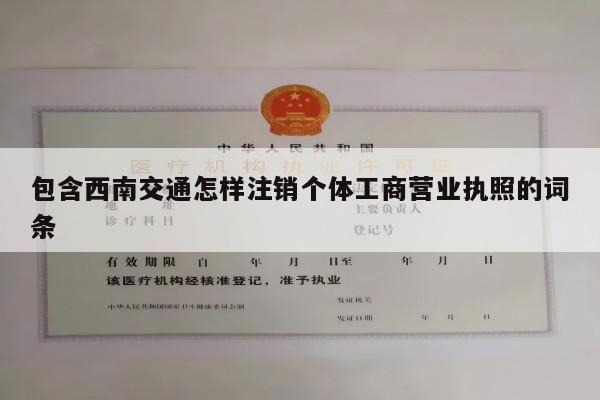 中华人民共和国
医疗机构执业许可证
包含西南交通怎样注销个体工商营业执照的词
条
地 址
主要负责人
诊疗科目
登记号
有效期限 自 年 月 日至 年 月 日
该医疗机构经核准登记，准予执业
中华人民共和国国家卫生健康委员会制
发证机关
发证日期 年 月 日